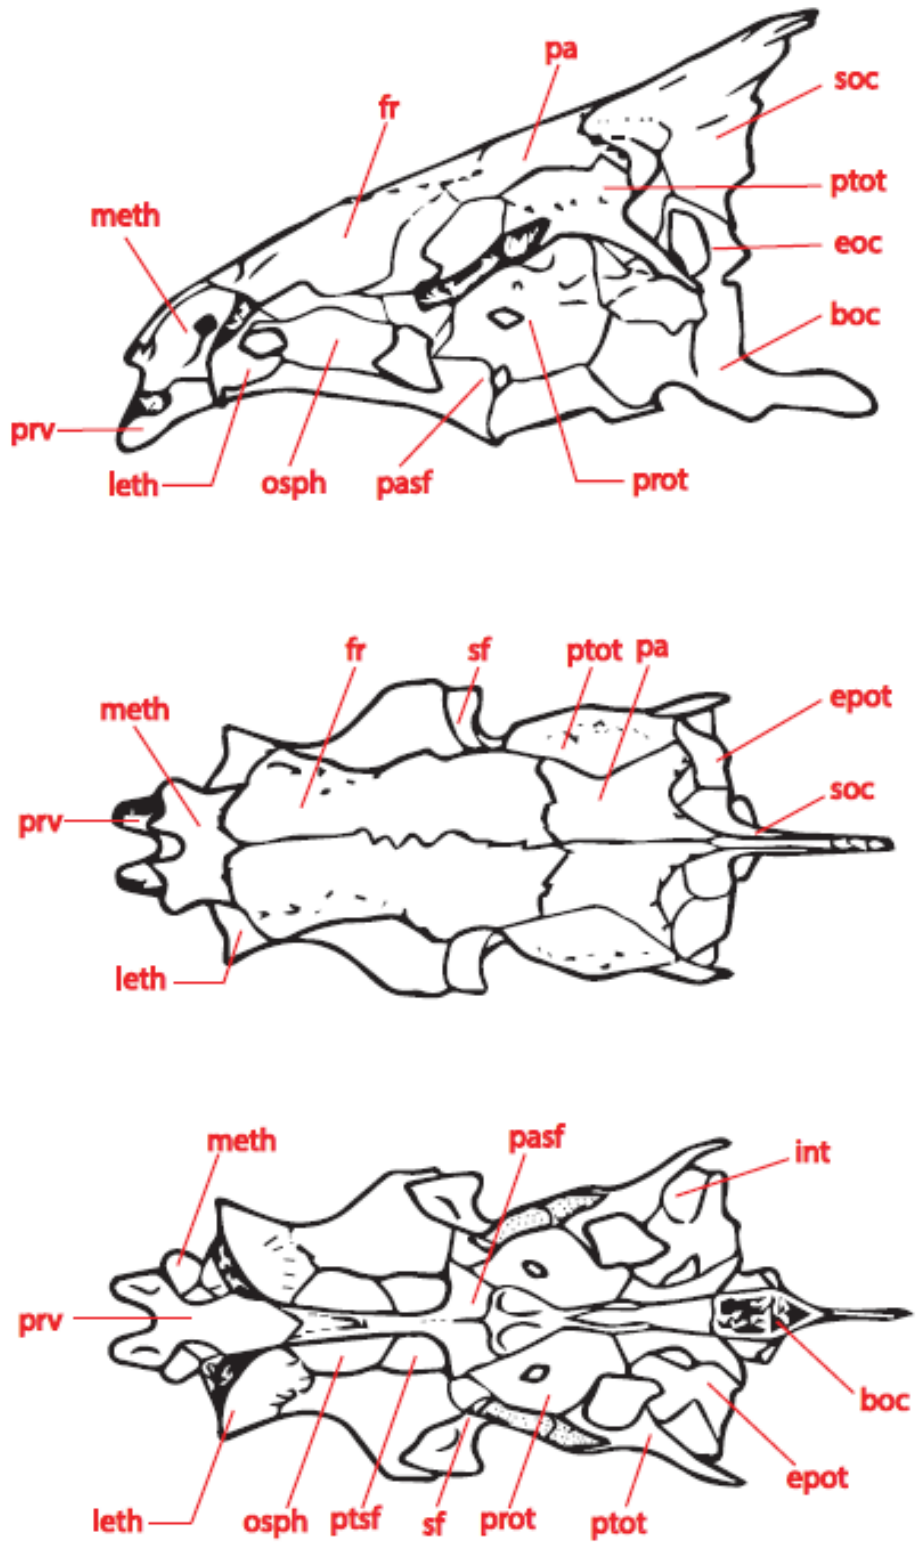 pa
soc
fr
ptot
meth
eoc
boc
prv
leth osph pasf prot
fr sf ptot pa
epot
meth
soc
prv
leth
pasf
meth
int
prv
boc
epot
leth osph ptsf sf prot ptot